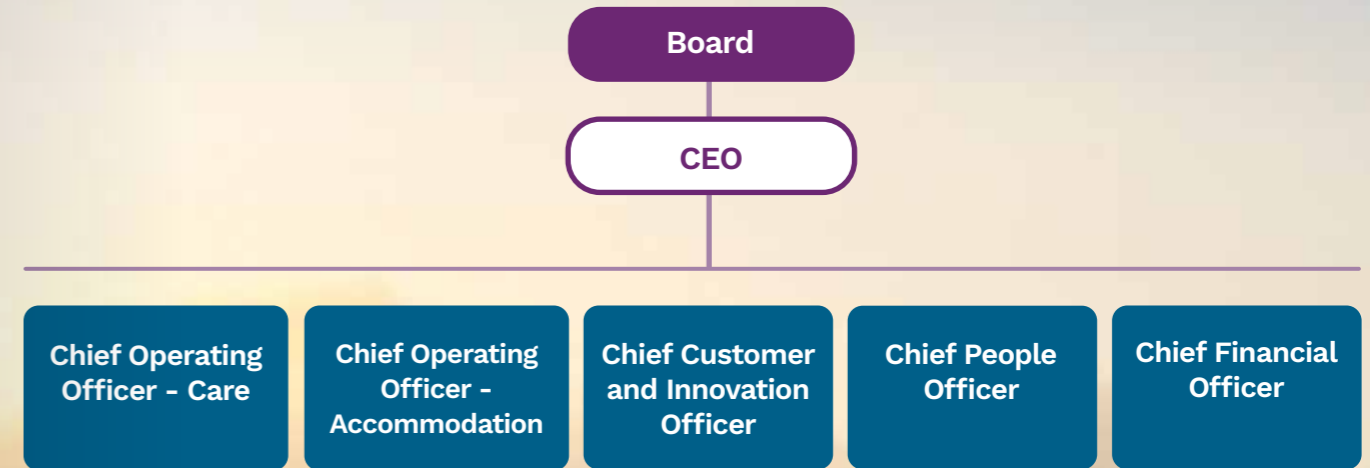 Board
CEO
Chief Operating
Officer - Care
Chief Operating
Officer -
Accommodation
Chief Customer
and Innovation
Officer
Chief People
Officer
Chief Financial
Officer